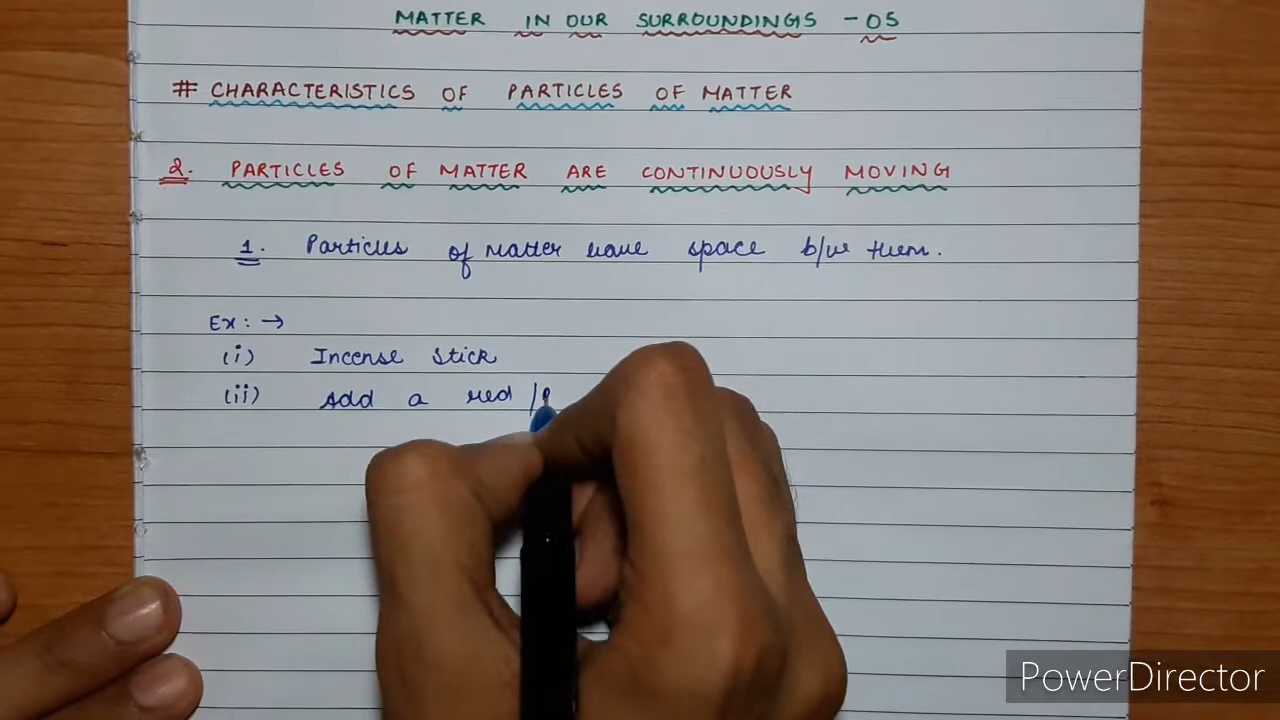 MATTER IN OUR SURROUNDINGS - 05
# CHARACTERISTICS OF PARTICLES OF MATTER
2. PARTICLES OF MATTER ARE CONTINUOUSLY MOVING
1. Particles of matter have space b/w them.
Ex: →
(i) Incense stick
(ii) Add a red /
PowerDirector